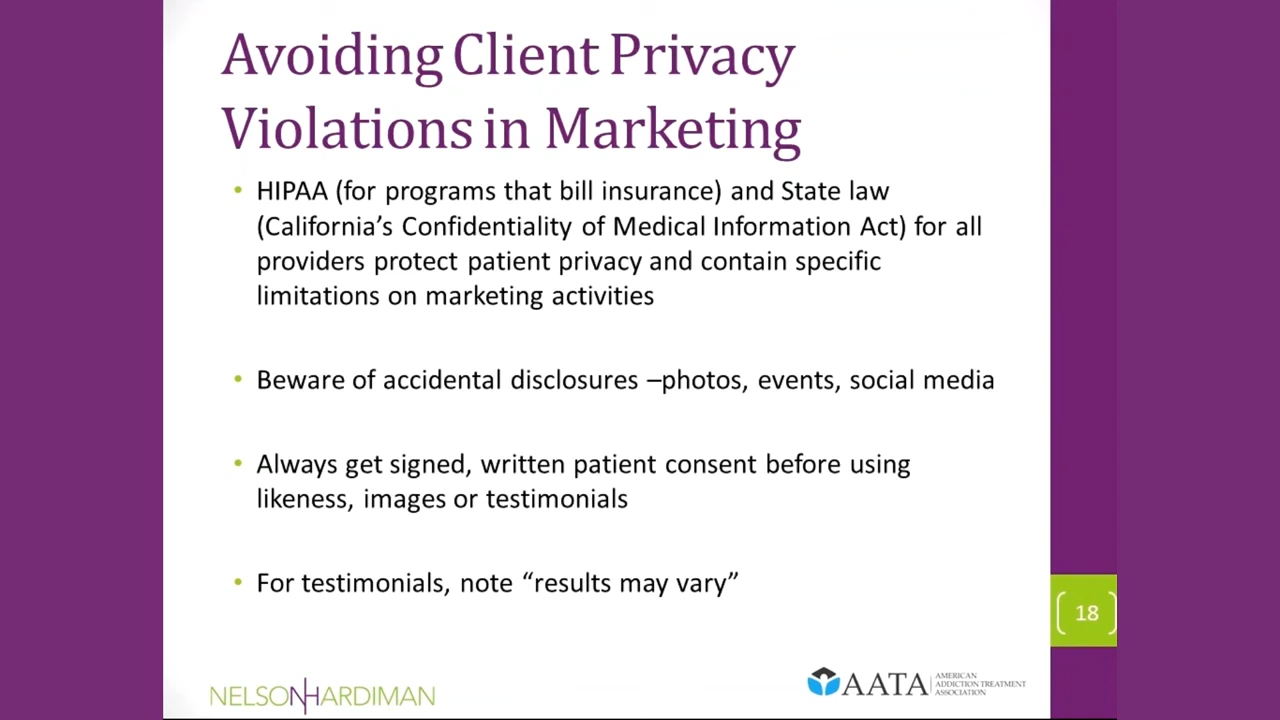 Avoiding Client Privacy
Violations in Marketing
• HIPAA (for programs that bill insurance) and State law
(California’s Confidentiality of Medical Information Act) for all
providers protect patient privacy and contain specific
limitations on marketing activities
• Beware of accidental disclosures –photos, events, social media
• Always get signed, written patient consent before using
likeness, images or testimonials
• For testimonials, note “results may vary”
18
NELSONHARDIMAN
AATA
AMERICAN
ADDICTION TREATMENT
ASSOCIATION